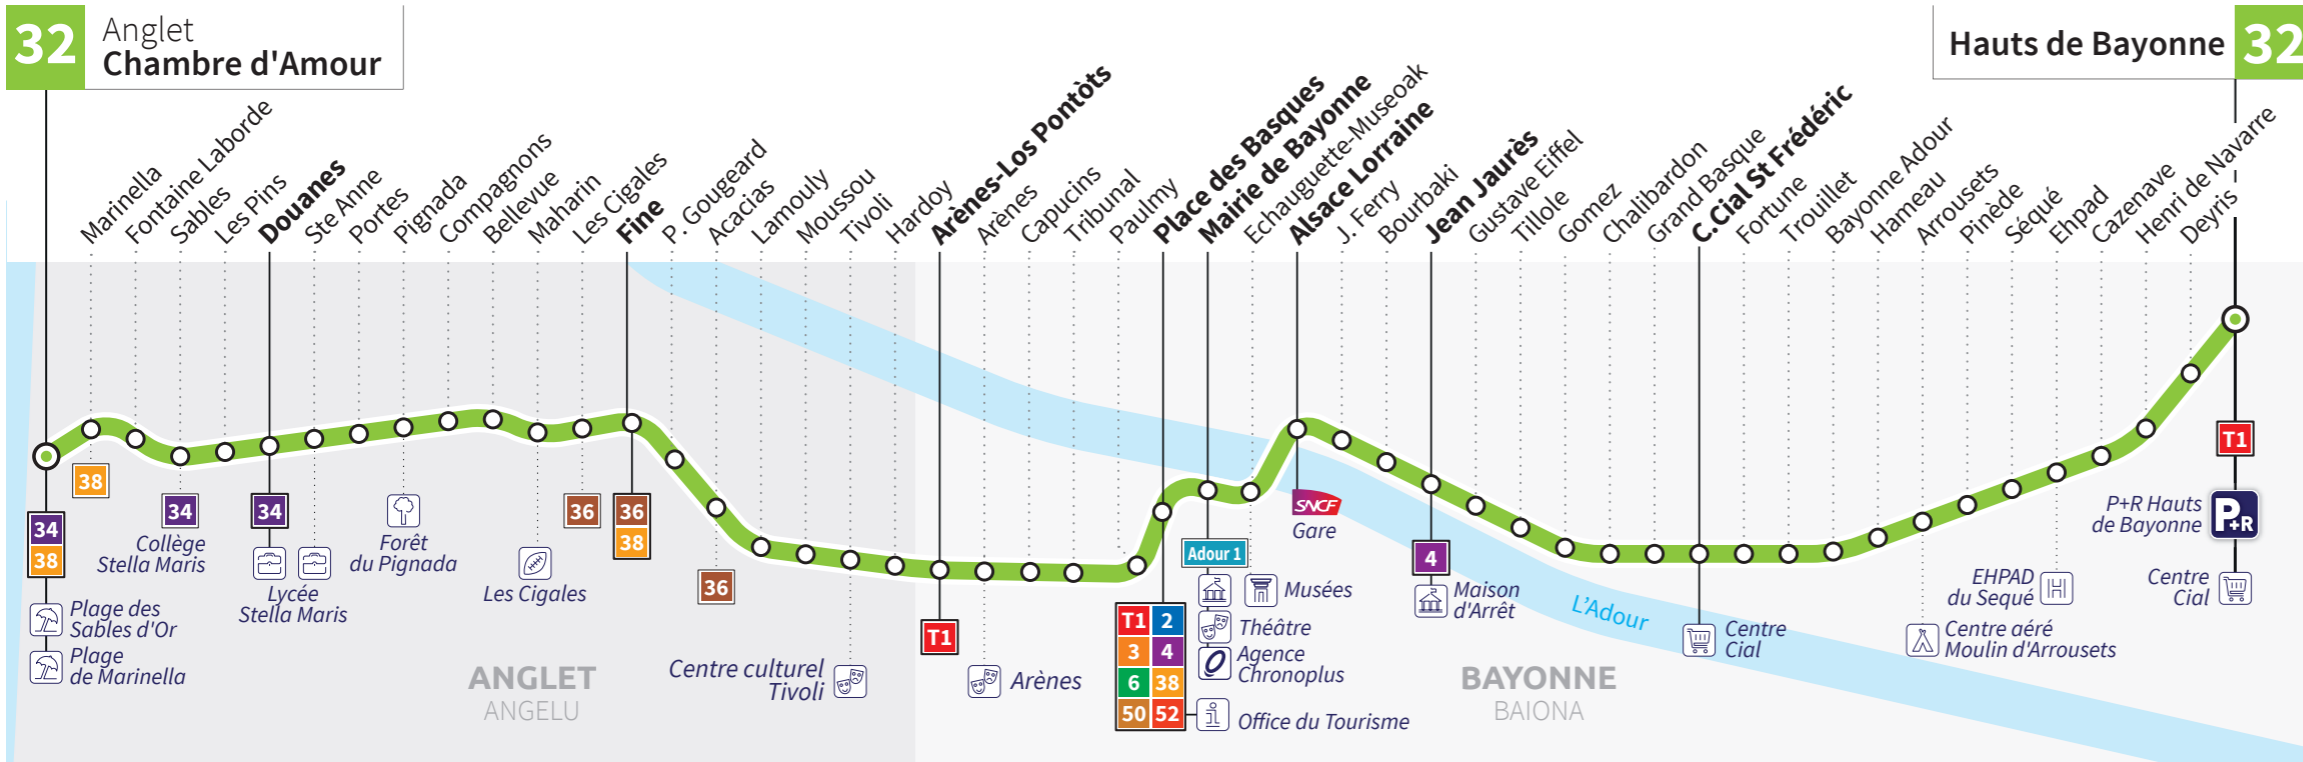 32
Anglet
Chambre d'Amour
Hauts de Bayonne
32
Marinella
Fontaine Laborde
Sables
Les Pins
Douanes
Ste Anne
Portes
Pignada
Compagnons
Bellevue
Maharin
Les Cigales
Fine
P. Gougeard
Acacias
Lamouly
Moussou
Tivoli
Hardoy
Arènes-Los Pontòts
Arènes
Capucins
Tribunal
Paulmy
Place des Basques
Mairie de Bayonne
Echauguette-Museoak
Alsace Lorraine
J. Ferry
Bourbaki
Jean Jaurès
Gustave Eiffel
Tillole
Gomez
Chalibardon
Grand Basque
C.Cial St Frédéric
Fortune
Trouillet
Bayonne Adour
Hameau
Arrousets
Pinède
Séqué
Ehpad
Cazenave
Henri de Navarre
Deyris
34
38
Plage des
Sables d'Or
Plage
de Marinella
38
34
Collège
Stella Maris
34
Lycée
Stella Maris
Forêt
du Pignada
Les Cigales
36
36
38
36
ANGLET
ANGELU
Centre culturel
Tivoli
T1
Arènes
T1 2
3 4
6 38
50 52
Adour 1
Musées
Théâtre
Agence
Chronoplus
Office du Tourisme
SNCF
Gare
4
Maison
d'Arrêt
BAYONNE
BAIONA
L'Adour
Centre
Cial
Centre aéré
Moulin d'Arrousets
EHPAD
du Sequé
H
T1
P+R Hauts
de Bayonne
P+R
Centre
Cial